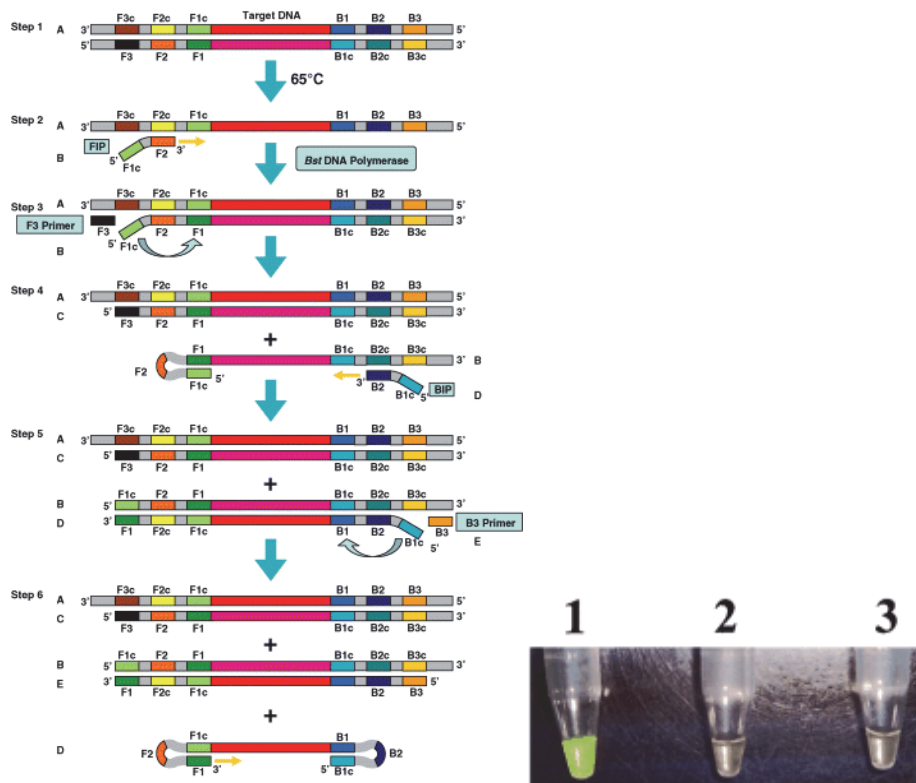 Target DNA
F3c F2c F1c B1 B2 B3
Step 1 A 3' 5'
5' 3'
F3 F2 F1 B1c B2c B3c
65°C
F3c F2c F1c B1 B2 B3
Step 2 A 3' 5'
FIP F2 3'
B 5' F1c
Bst DNA Polymerase
F3c F2c F1c B1 B2 B3
Step 3 A 3' 5'
F3 Primer 3'
F3 5' F1c F2 F1 B1c B2c B3c
B
F3c F2c F1c B1 B2 B3
Step 4 A 3' 5'
C 5' 3'
F3 F2 F1 B1c B2c B3c
+
F1 B1c B2c B3c
3' B
F2
F1c 5' 3' B2 B1c 5' BIP D
F3c F2c F1c B1 B2 B3
Step 5 A 3' 5'
C 5' 3'
F3 F2 F1 B1c B2c B3c
+
F1c F2 F1 B1c B2c B3c
B 5' 3'
D 3' B3 Primer
F1 F2c F1c B1 B2 B1c B3
5' E
F3c F2c F1c B1 B2 B3
Step 6 A 3' 5'
C 5' 3'
F3 F2 F1 B1c B2c B3c
+
F1c F2 F1 B1c B2c B3c
B 5' 3'
E 3' 5'
F1 F2c F1c B2 B3
+
F1c B1
D F2 B2
F1 3' 5' B1c
1 2 3